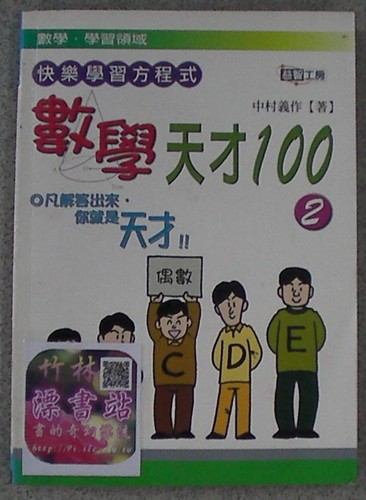 數學・學習領域
快樂學習方程式
益智工房
中村義作【著】
數學天才100
2
凡解答出來,
你就是天才!!
偶數
C D E
竹林
漂書站